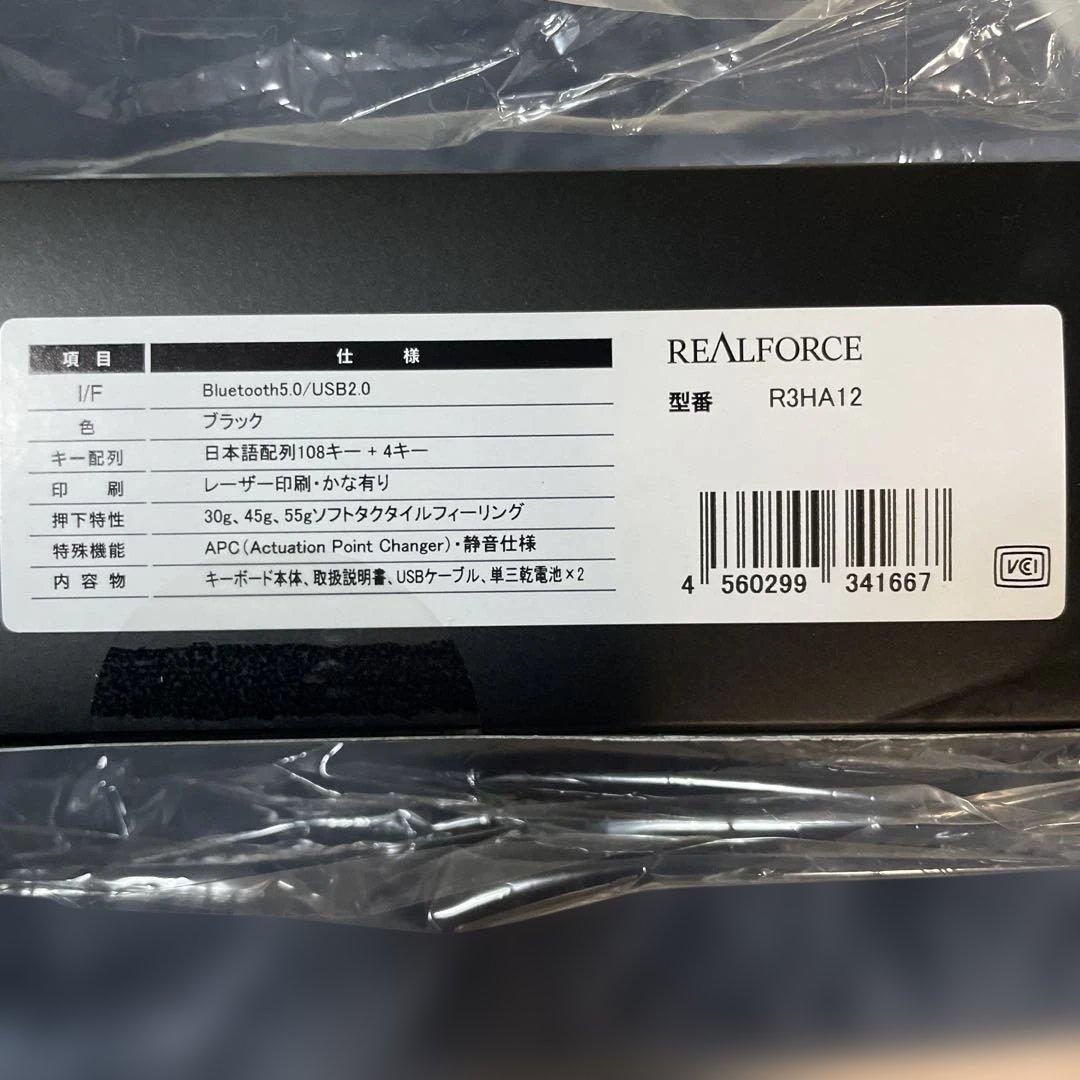 項 目 仕 様
I/F Bluetooth5.0/USB2.0
色 ブラック
キー配列 日本語配列108キー + 4キー
印 刷 レーザー印刷・かな有り
押下特性 30g、45g、55gソフトタクタイルフィーリング
特殊機能 APC(Actuation Point Changer)・静音仕様
内 容 物 キーボード本体、取扱説明書、USBケーブル、単三乾電池×2
REALFORCE
型番 R3HA12
4 560299 341667
VCCI